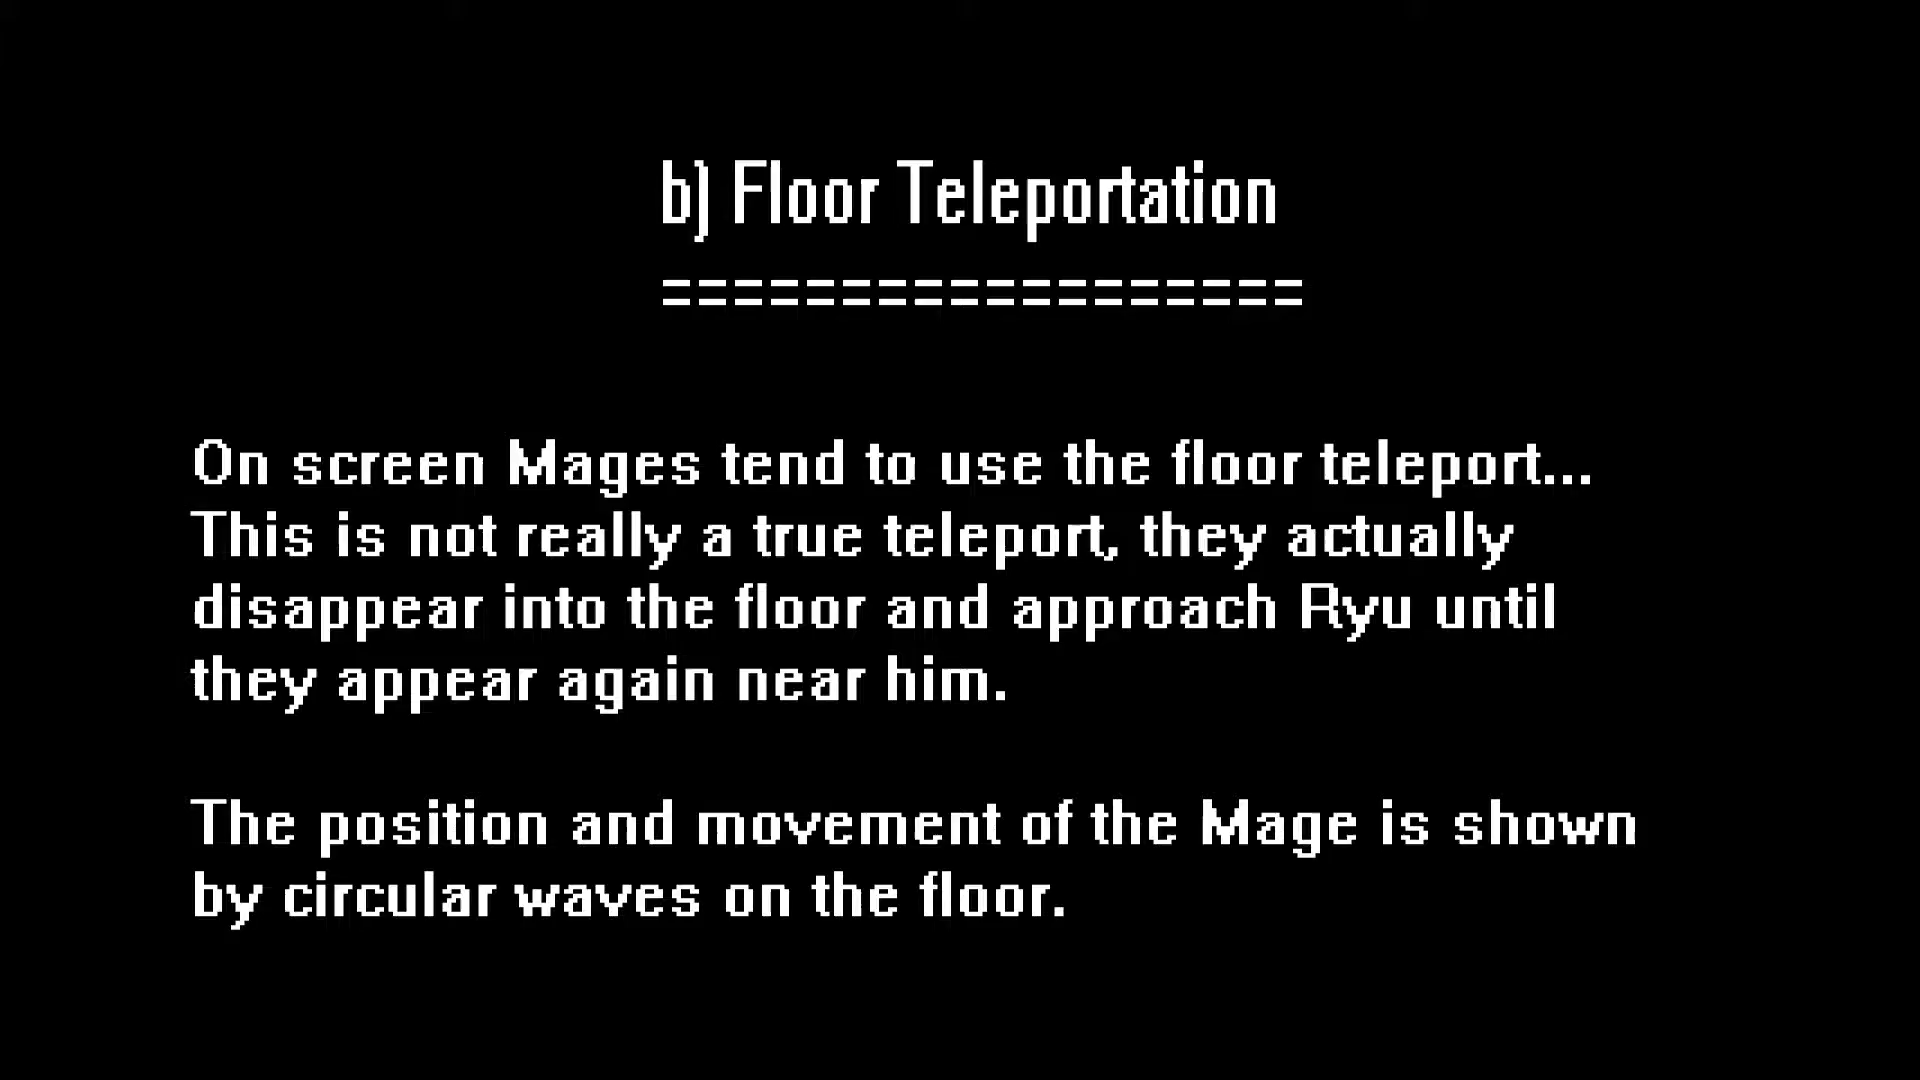 b) Floor Teleportation
==================
On screen Mages tend to use the floor teleport...
This is not really a true teleport, they actually
disappear into the floor and approach Ryu until
they appear again near him.
The position and movement of the Mage is shown
by circular waves on the floor.